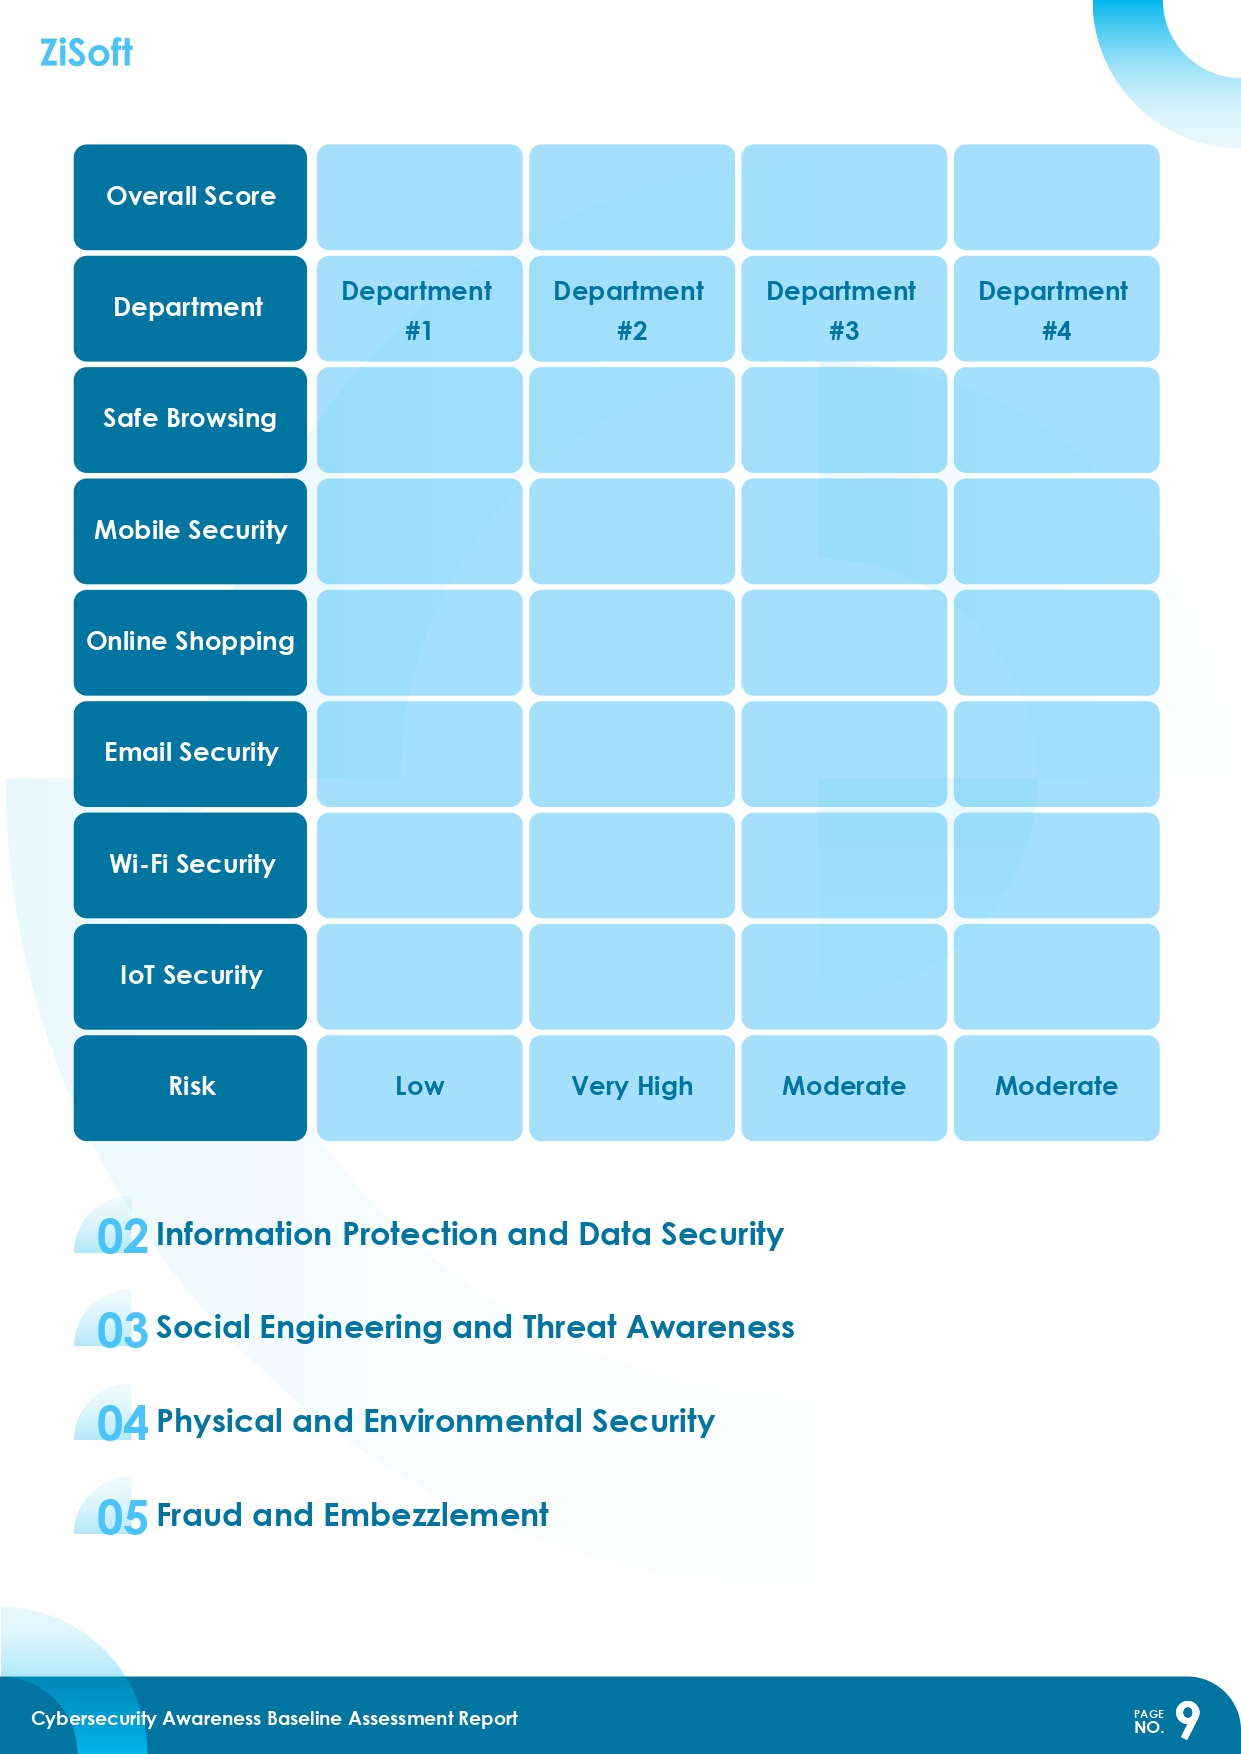 ZiSoft
Overall Score
Department
Department #1
Department #2
Department #3
Department #4
Safe Browsing
Mobile Security
Online Shopping
Email Security
Wi-Fi Security
IoT Security
Risk
Low
Very High
Moderate
Moderate
02 Information Protection and Data Security
03 Social Engineering and Threat Awareness
04 Physical and Environmental Security
05 Fraud and Embezzlement
Cybersecurity Awareness Baseline Assessment Report
PAGE
NO. 9